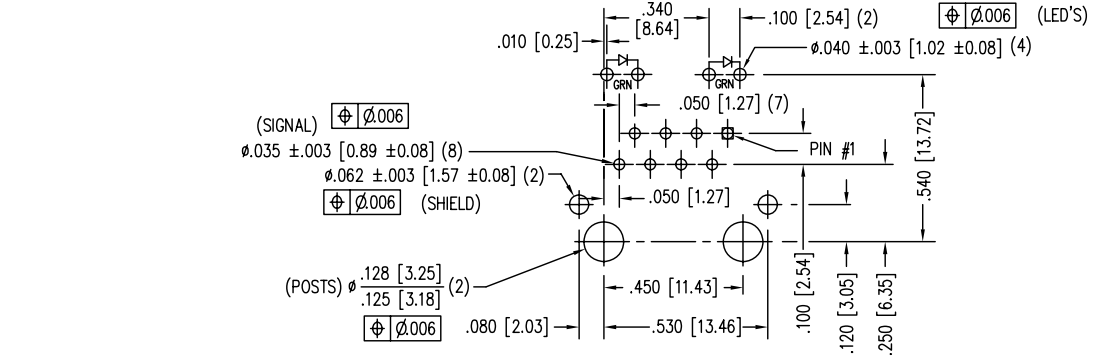 .340
[8.64]
.100 [2.54] (2)
⌖ Ø.006 (LED'S)
.010 [0.25]
ø.040 ±.003 [1.02 ±0.08] (4)
GRN
GRN
.050 [1.27] (7)
⌖ Ø.006
(SIGNAL)
ø.035 ±.003 [0.89 ±0.08] (8)
PIN #1
.540 [13.72]
ø.062 ±.003 [1.57 ±0.08] (2)
⌖ Ø.006 (SHIELD)
.050 [1.27]
(POSTS) ø .128 [3.25]
.125 [3.18] (2)
.450 [11.43]
.100 [2.54]
.120 [3.05]
.250 [6.35]
⌖ Ø.006
.080 [2.03]
.530 [13.46]